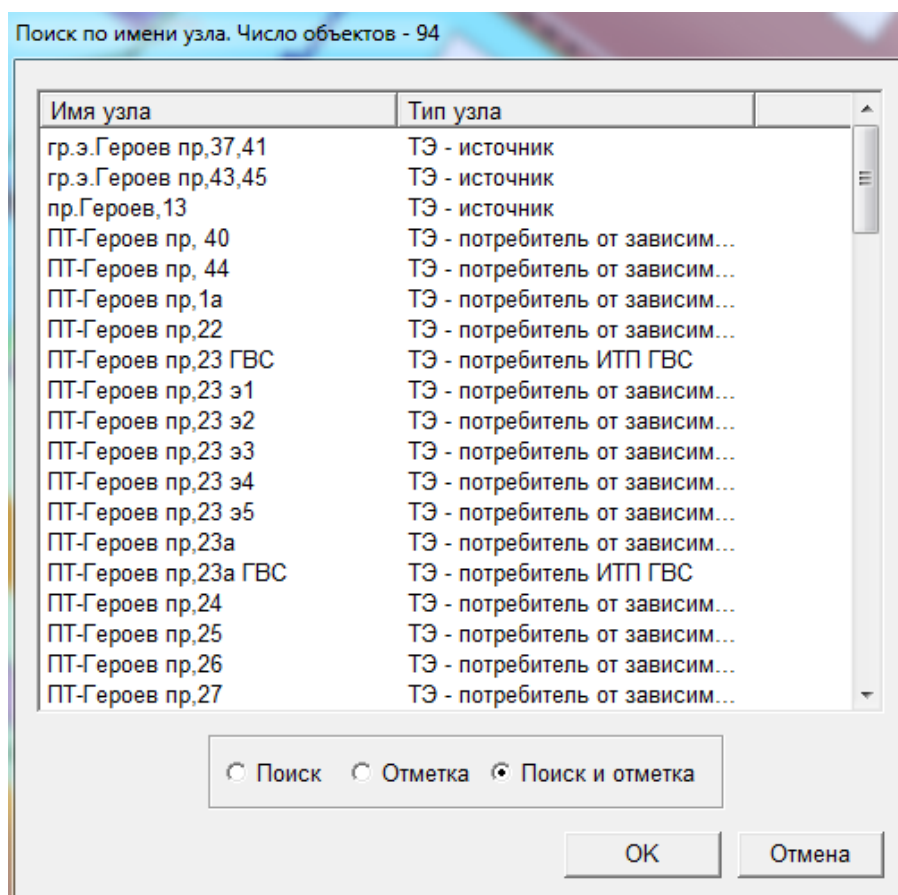 Поиск по имени узла. Число объектов - 94
Имя узла Тип узла
гр.э.Героев пр,37,41 ТЭ - источник
гр.э.Героев пр,43,45 ТЭ - источник
пр.Героев,13 ТЭ - источник
ПТ-Героев пр, 40 ТЭ - потребитель от зависим...
ПТ-Героев пр, 44 ТЭ - потребитель от зависим...
ПТ-Героев пр,1а ТЭ - потребитель от зависим...
ПТ-Героев пр,22 ТЭ - потребитель от зависим...
ПТ-Героев пр,23 ГВС ТЭ - потребитель ИТП ГВС
ПТ-Героев пр,23 э1 ТЭ - потребитель от зависим...
ПТ-Героев пр,23 э2 ТЭ - потребитель от зависим...
ПТ-Героев пр,23 э3 ТЭ - потребитель от зависим...
ПТ-Героев пр,23 э4 ТЭ - потребитель от зависим...
ПТ-Героев пр,23 э5 ТЭ - потребитель от зависим...
ПТ-Героев пр,23а ТЭ - потребитель от зависим...
ПТ-Героев пр,23а ГВС ТЭ - потребитель ИТП ГВС
ПТ-Героев пр,24 ТЭ - потребитель от зависим...
ПТ-Героев пр,25 ТЭ - потребитель от зависим...
ПТ-Героев пр,26 ТЭ - потребитель от зависим...
ПТ-Героев пр,27 ТЭ - потребитель от зависим...
Поиск Отметка Поиск и отметка
OK Отмена